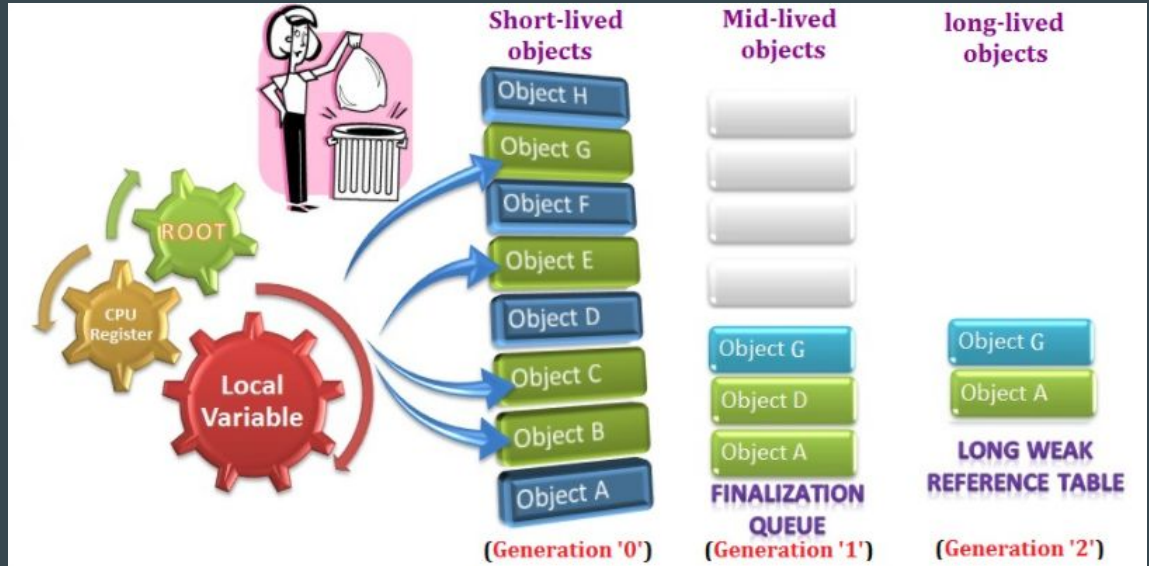 Short-lived
objects
Mid-lived
objects
long-lived
objects
ROOT
CPU
Register
Local
Variable
Object H
Object G
Object F
Object E
Object D
Object C
Object B
Object A
(Generation '0')
Object G
Object D
Object A
FINALIZATION
QUEUE
(Generation '1')
Object G
Object A
LONG WEAK
REFERENCE TABLE
(Generation '2')